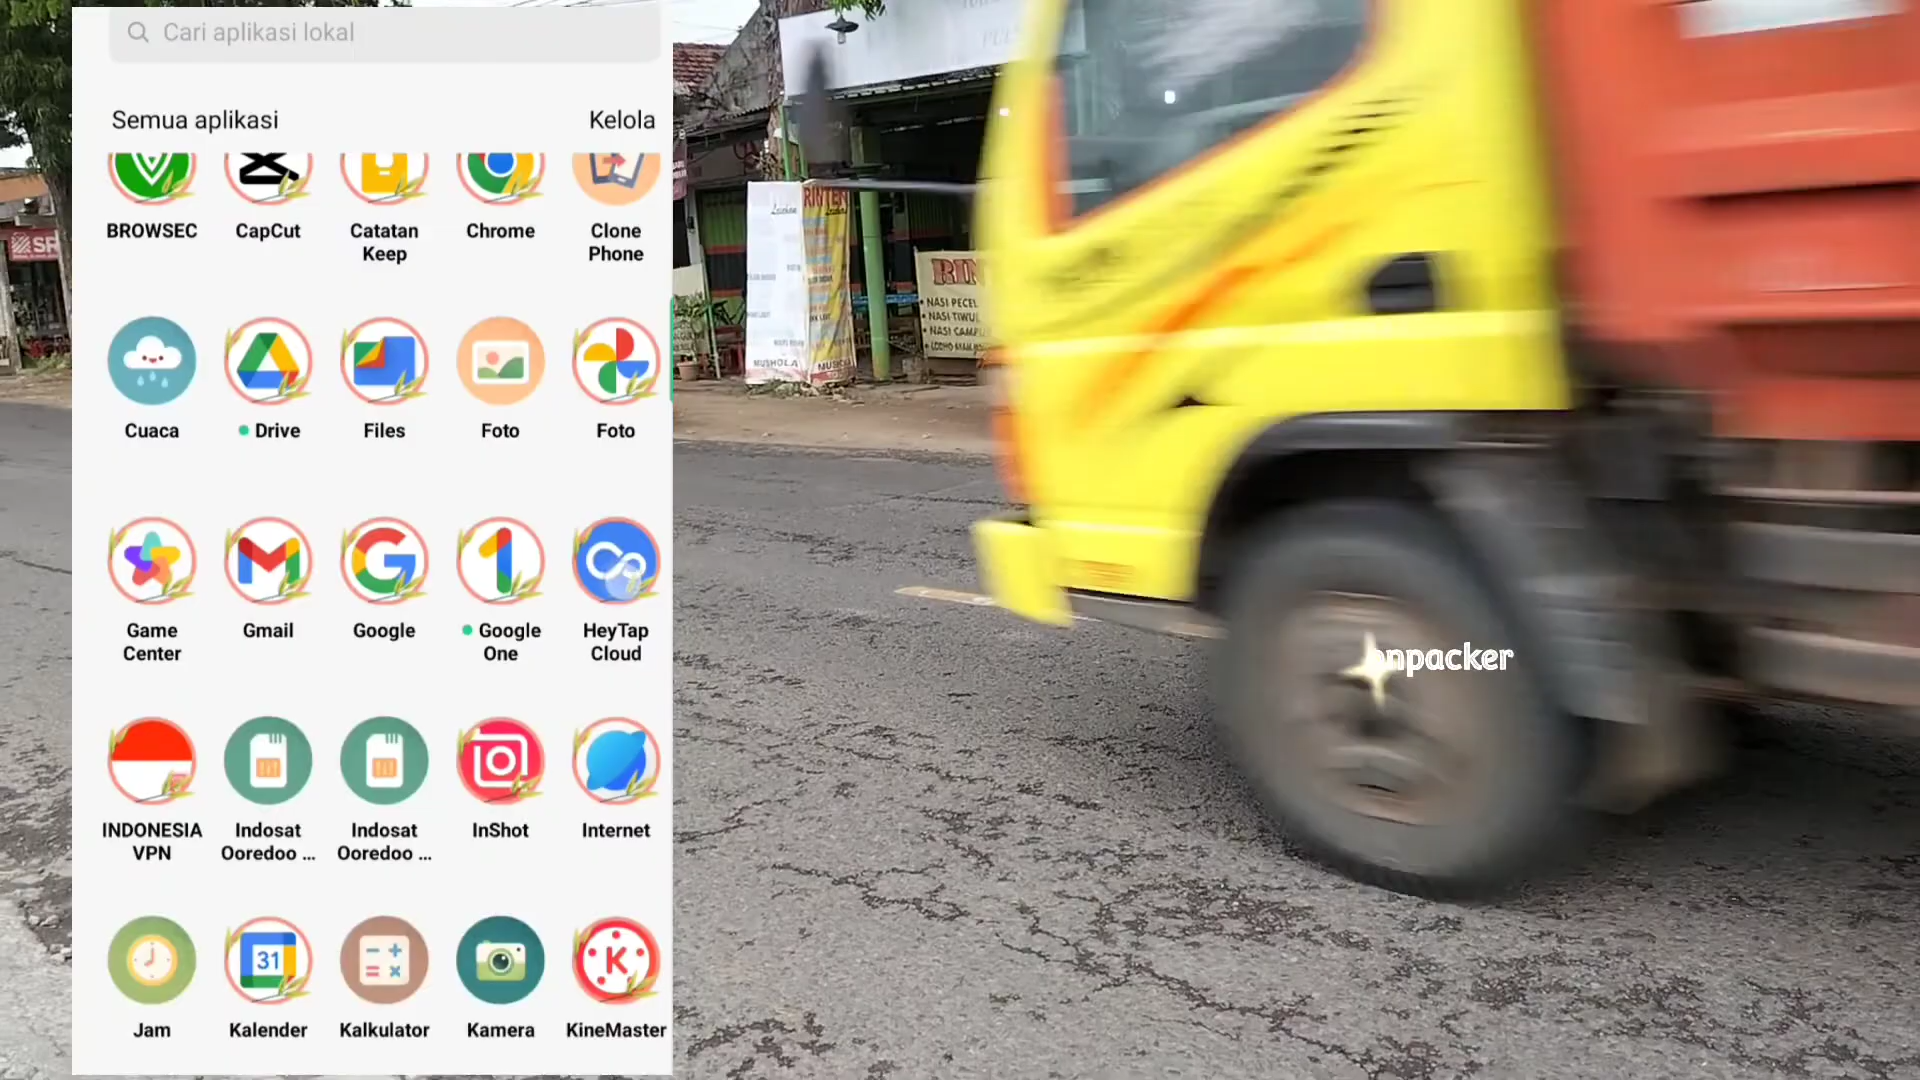 Cari aplikasi lokal
Semua aplikasi
Kelola
BROWSEC
CapCut
Catatan
Keep
Chrome
Clone
Phone
Cuaca
Drive
Files
Foto
Foto
Game
Center
Gmail
Google
Google
One
HeyTap
Cloud
31
INDONESIA
VPN
Indosat
Ooredoo ...
Indosat
Ooredoo ...
InShot
Internet
Jam
Kalender
Kalkulator
Kamera
K
KineMaster
NASI PECEL
NASI TIWUL
MUSHOLA
npacker